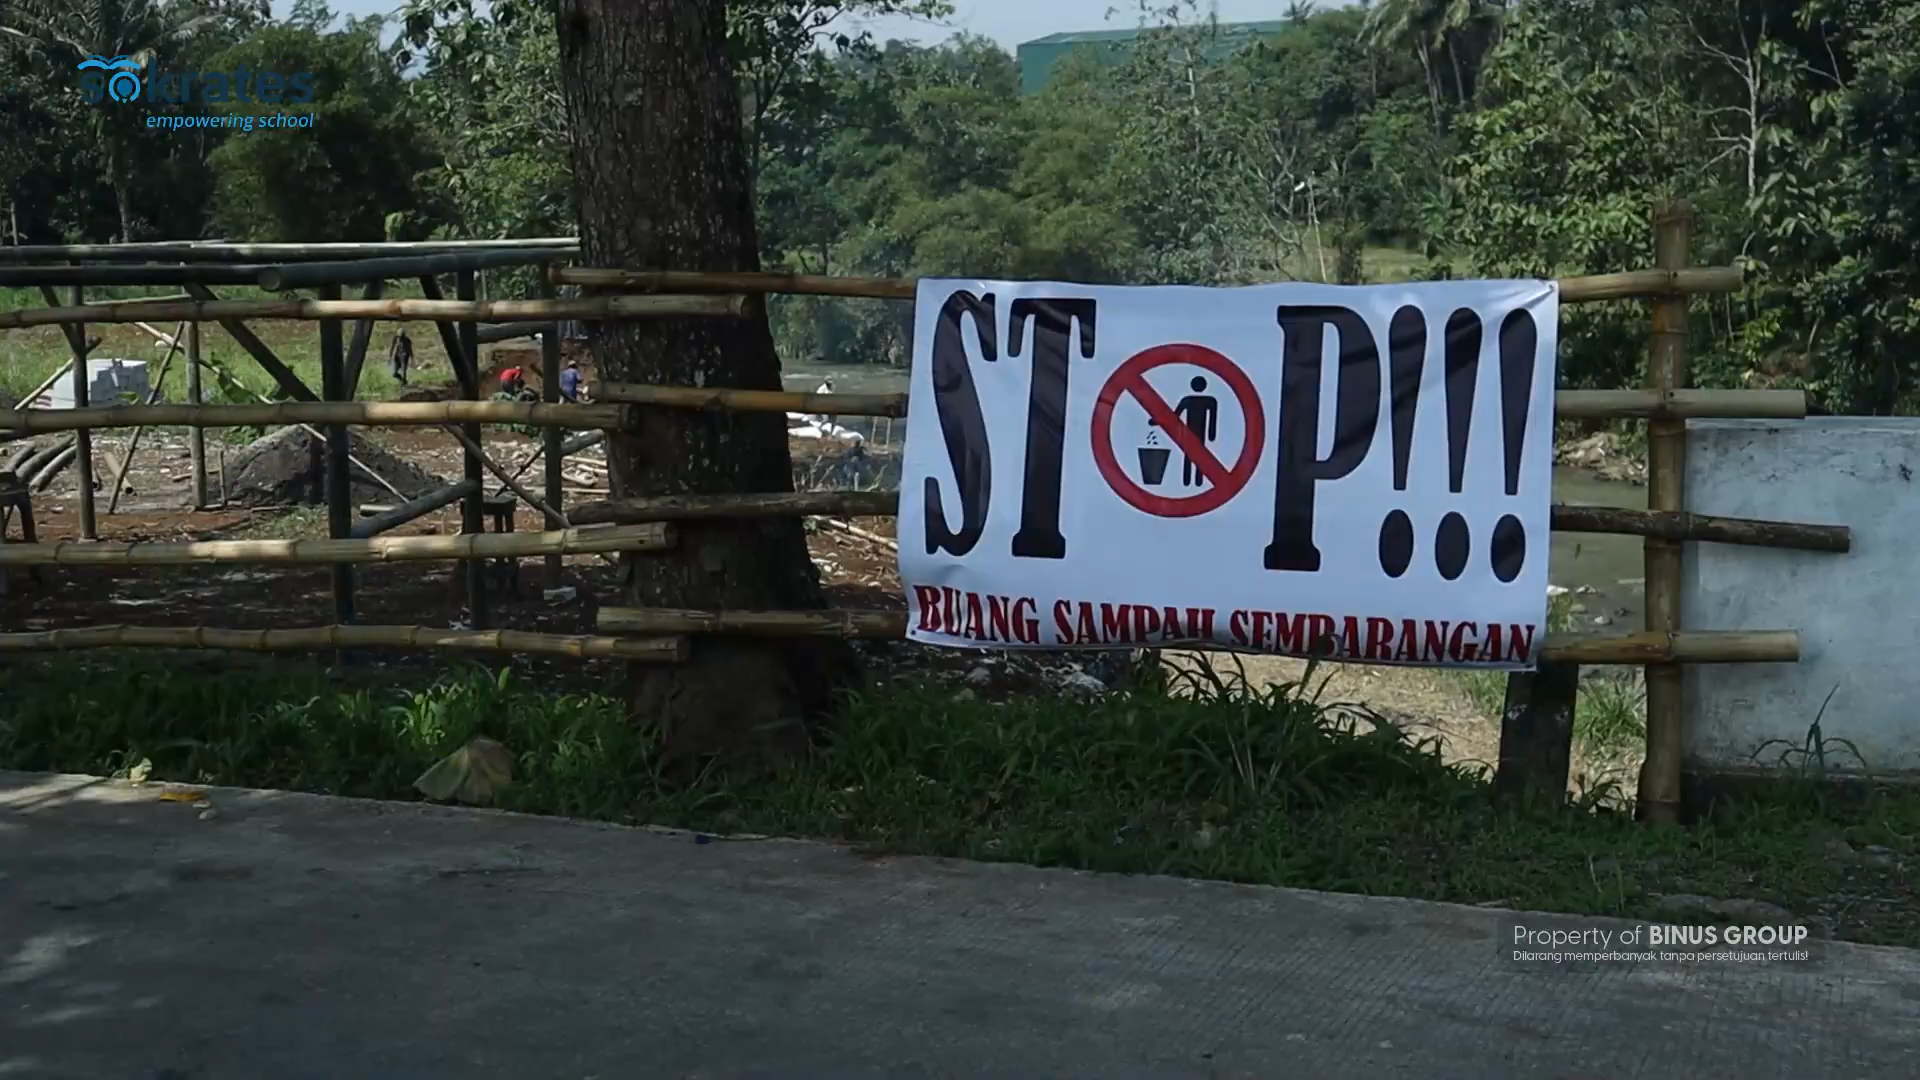 sokrates
empowering school
STOP!!!
BUANG SAMPAH SEMBARANGAN
Property of BINUS GROUP
Dilarang memperbanyak tanpa persetujuan tertulis!